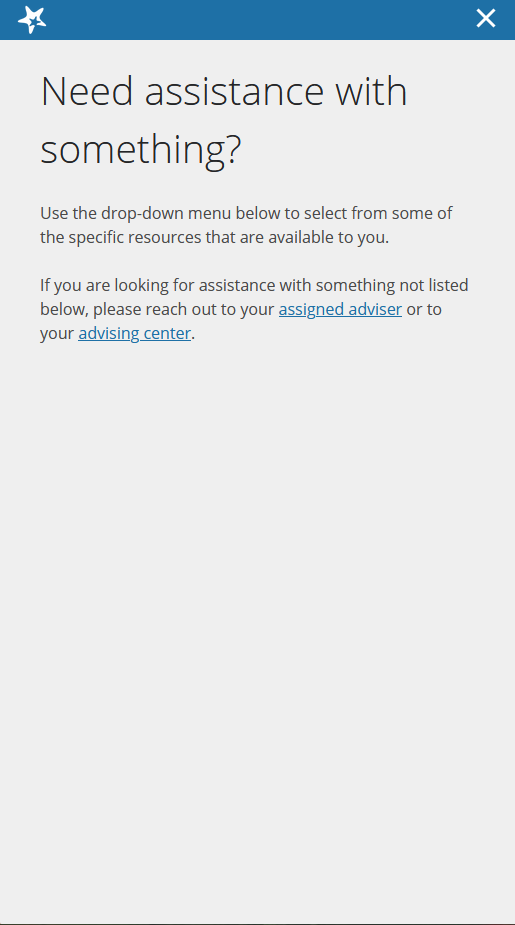 Need assistance with
something?
Use the drop-down menu below to select from some of
the specific resources that are available to you.
If you are looking for assistance with something not listed
below, please reach out to your assigned adviser or to
your advising center.